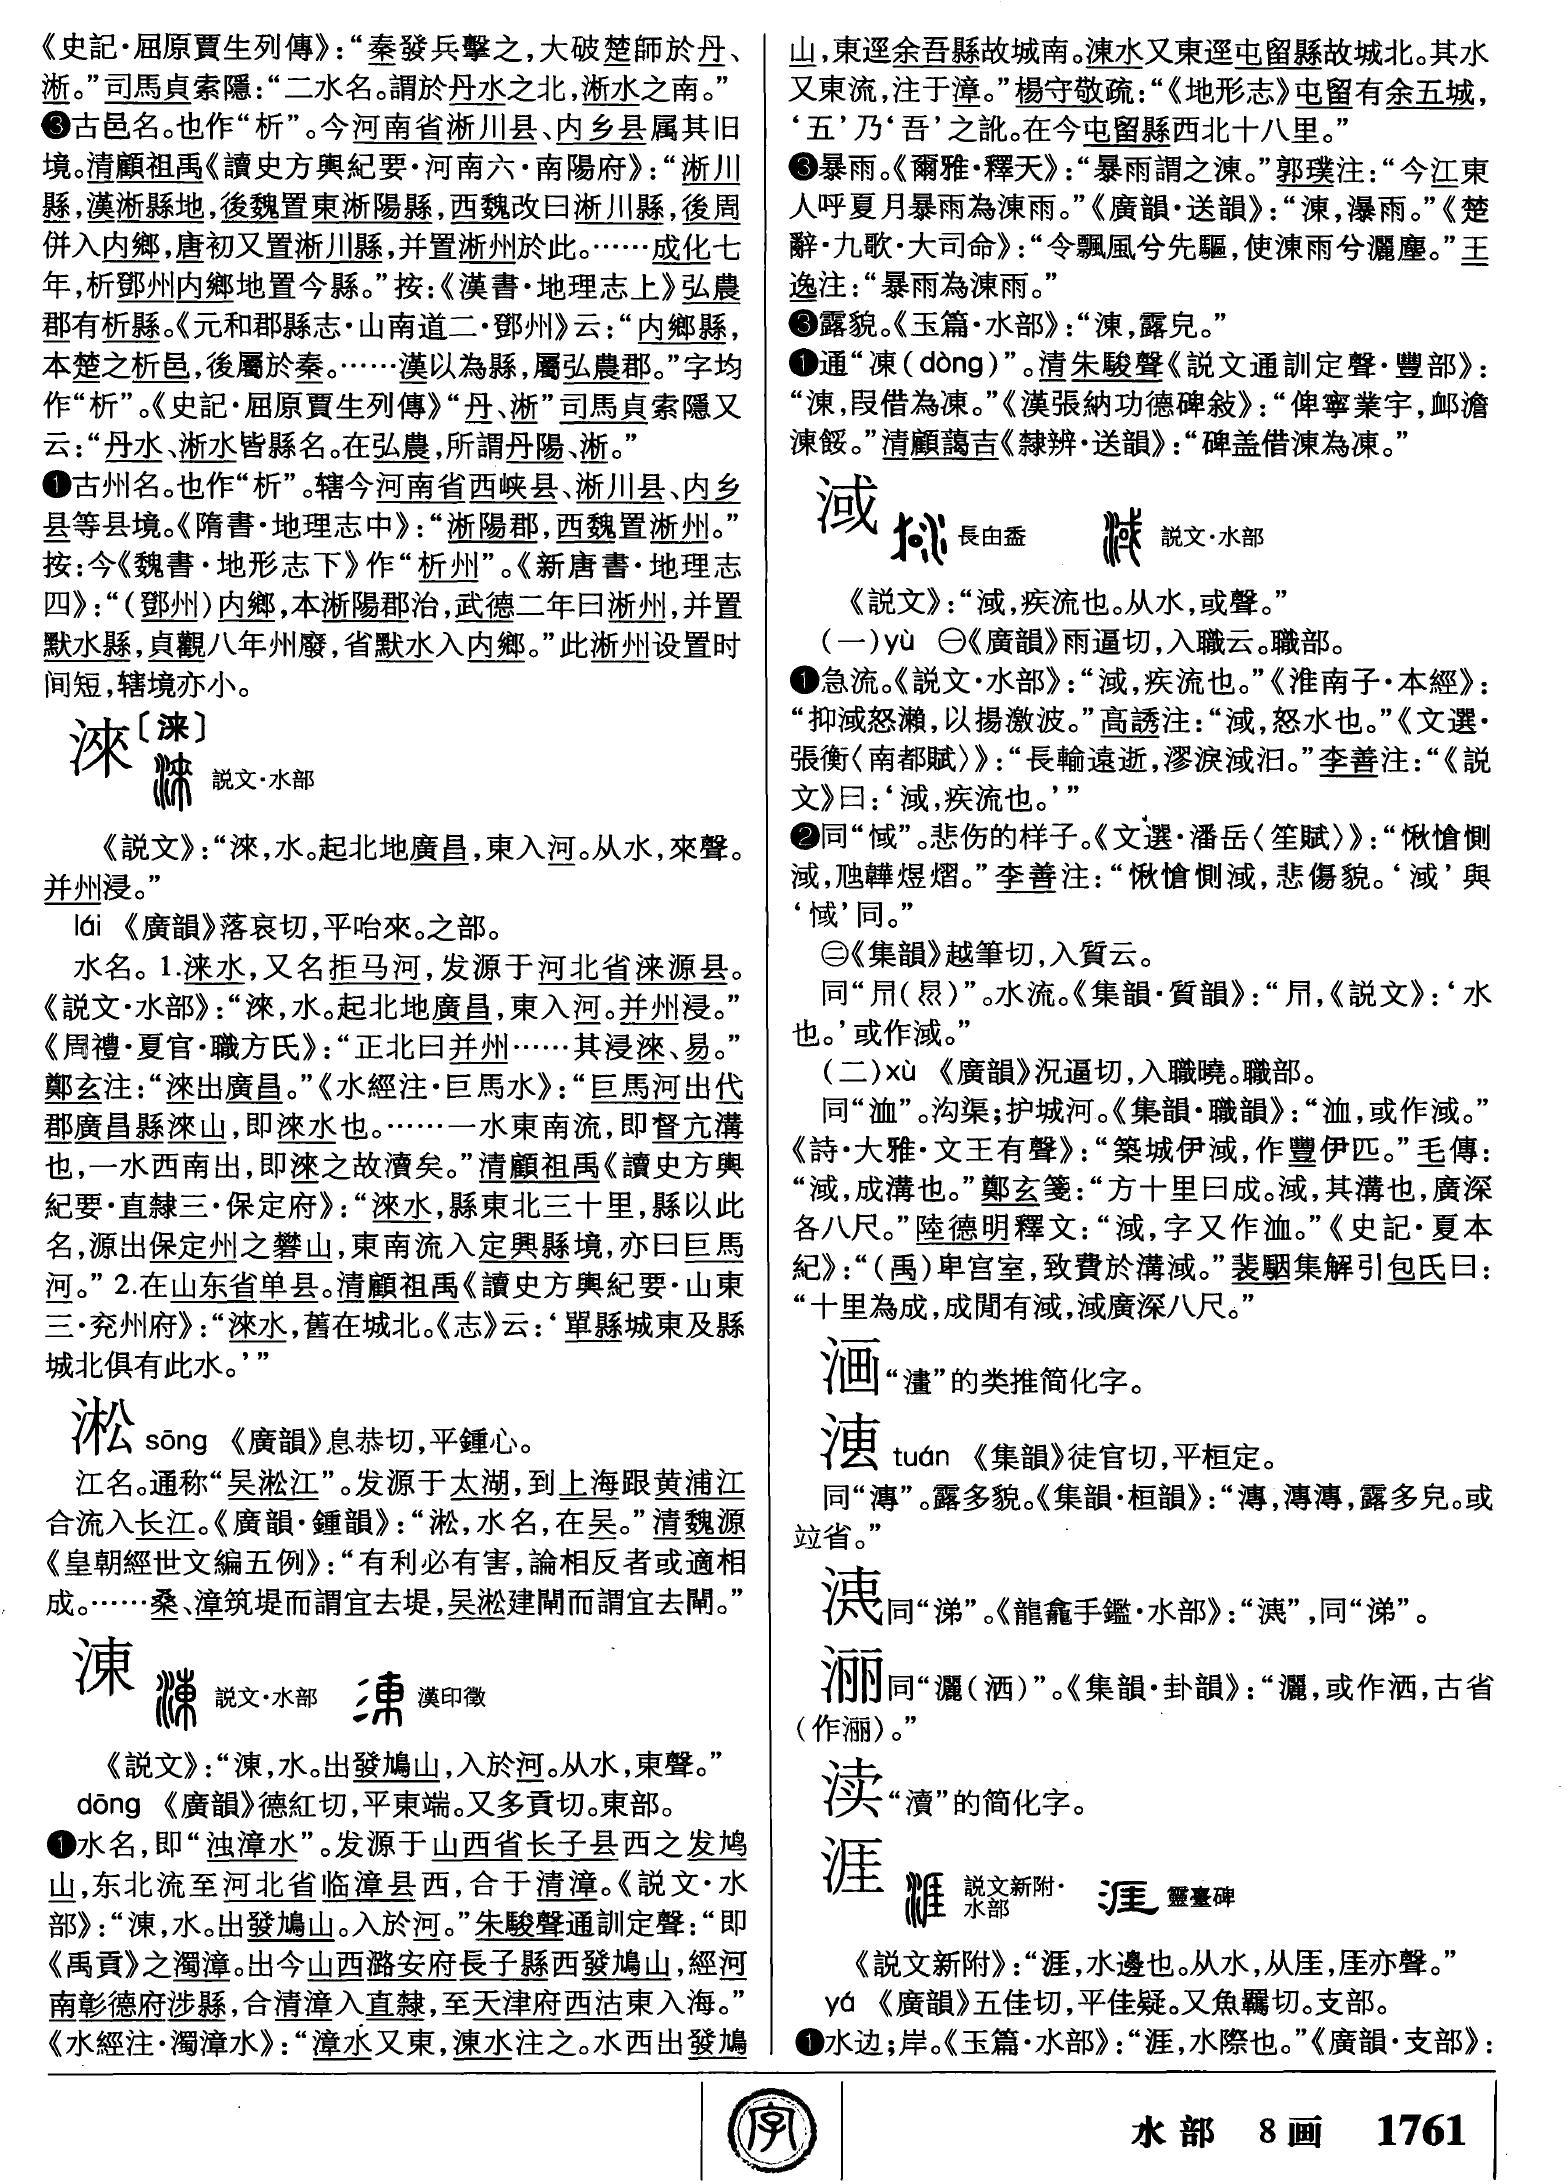 《史記·屈原賈生列傳》：“秦發兵擊之，大破楚師於丹、
淅。”司馬貞索隱：“二水名。謂於丹水之北，淅水之南。”
❸古邑名。也作“析”。今河南省淅川县、内乡县属其旧
境。清顧祖禹《讀史方輿紀要·河南六·南陽府》：“淅川
縣，漢淅縣地，後魏置東淅陽縣，西魏改曰淅川縣，後周
併入内鄉，唐初又置淅川縣，并置淅州於此。……成化七
年，析鄧州内鄉地置今縣。”按：《漢書·地理志上》弘農
郡有析縣。《元和郡縣志·山南道二·鄧州》云：“内鄉縣，
本楚之析邑，後屬於秦。……漢以為縣，屬弘農郡。”字均
作“析”。《史記·屈原賈生列傳》“丹、淅”司馬貞索隱又
云：“丹水、淅水皆縣名。在弘農，所謂丹陽、淅。”
❶古州名。也作“析”。辖今河南省西峡县、淅川县、内乡
县等县境。《隋書·地理志中》：“淅陽郡，西魏置淅州。”
按：今《魏書·地形志下》作“析州”。《新唐書·地理志
四》：“（鄧州）内鄉，本淅陽郡治，武德二年曰淅州，并置
默水縣，貞觀八年州廢，省默水入内鄉。”此淅州设置时
间短，辖境亦小。
淶〔涞〕
説文·水部
《説文》：“淶，水。起北地廣昌，東入河。从水，來聲。
并州浸。”
lái 《廣韻》落哀切，平咍來。之部。
水名。1.涞水，又名拒马河，发源于河北省涞源县。
《説文·水部》：“淶，水。起北地廣昌，東入河。并州浸。”
《周禮·夏官·職方氏》：“正北曰并州……其浸淶、易。”
鄭玄注：“淶出廣昌。”《水經注·巨馬水》：“巨馬河出代
郡廣昌縣淶山，即淶水也。……一水東南流，即督亢溝
也，一水西南出，即淶之故瀆矣。”清顧祖禹《讀史方輿
紀要·直隸三·保定府》：“淶水，縣東北三十里，縣以此
名，源出保定州之礬山，東南流入定興縣境，亦曰巨馬
河。”2.在山东省单县。清顧祖禹《讀史方輿紀要·山東
三·兖州府》：“淶水，舊在城北。《志》云：‘單縣城東及縣
城北俱有此水。’”
淞 sōng 《廣韻》息恭切，平鍾心。
江名。通称“吴淞江”。发源于太湖，到上海跟黄浦江
合流入长江。《廣韻·鍾韻》：“淞，水名，在吴。”清魏源
《皇朝經世文編五例》：“有利必有害，論相反者或適相
成。……桑、漳筑堤而謂宜去堤，吴淞建閘而謂宜去閘。”
涷
説文·水部 漢印徵
《説文》：“涷，水。出發鳩山，入於河。从水，東聲。”
dōng 《廣韻》德紅切，平東端。又多貢切。東部。
❶水名，即“浊漳水”。发源于山西省长子县西之发鸠
山，东北流至河北省临漳县西，合于清漳。《説文·水
部》：“涷，水。出發鳩山。入於河。”朱駿聲通訓定聲：“即
《禹貢》之濁漳。出今山西潞安府長子縣西發鳩山，經河
南彰德府涉縣，合清漳入直隸，至天津府西沽東入海。”
《水經注·濁漳水》：“漳水又東，涷水注之。水西出發鳩
山，東逕余吾縣故城南。涷水又東逕屯留縣故城北。其水
又東流，注于漳。”楊守敬疏：“《地形志》屯留有余五城，
‘五’乃‘吾’之訛。在今屯留縣西北十八里。”
❸暴雨。《爾雅·釋天》：“暴雨謂之涷。”郭璞注：“今江東
人呼夏月暴雨為涷雨。”《廣韻·送韻》：“涷，瀑雨。”《楚
辭·九歌·大司命》：“令飄風兮先驅，使涷雨兮灑塵。”王
逸注：“暴雨為涷雨。”
❸露貌。《玉篇·水部》：“涷，露皃。”
❶通“凍（dòng）”。清朱駿聲《説文通訓定聲·豐部》：
“涷，叚借為凍。”《漢張納功德碑敍》：“俾寧業宇，卹澹
涷餒。”清顧藹吉《隸辨·送韻》：“碑盖借涷為凍。”
淢
長甶盉 説文·水部
《説文》：“淢，疾流也。从水，或聲。”
（一）yù ㊀《廣韻》雨逼切，入職云。職部。
❶急流。《説文·水部》：“淢，疾流也。”《淮南子·本經》：
“抑淢怒瀨，以揚激波。”高誘注：“淢，怒水也。”《文選·
張衡〈南都賦〉》：“長輸遠逝，漻淚淢汩。”李善注：“《説
文》曰：‘淢，疾流也。’”
❷同“惐”。悲伤的样子。《文選·潘岳〈笙賦〉》：“愀愴惻
淢，虺韡煜熠。”李善注：“愀愴惻淢，悲傷貌。‘淢’與
‘惐’同。”
㊁《集韻》越筆切，入質云。
同“𡿯（㫟）”。水流。《集韻·質韻》：“𡿯，《説文》：‘水
也。’或作淢。”
（二）xù 《廣韻》況逼切，入職曉。職部。
同“洫”。沟渠；护城河。《集韻·職韻》：“洫，或作淢。”
《詩·大雅·文王有聲》：“築城伊淢，作豐伊匹。”毛傳：
“淢，成溝也。”鄭玄箋：“方十里曰成。淢，其溝也，廣深
各八尺。”陸德明釋文：“淢，字又作洫。”《史記·夏本
紀》：“（禹）卑宫室，致費於溝淢。”裴駰集解引包氏曰：
“十里為成，成閒有淢，淢廣深八尺。”
𣶩“澅”的类推简化字。
tuán 《集韻》徒官切，平桓定。
同“漙”。露多貌。《集韻·桓韻》：“漙，漙漙，露多皃。或
竝省。”
同“涕”。《龍龕手鑑·水部》：“”，同“涕”。
同“灑（洒）”。《集韻·卦韻》：“灑，或作洒，古省
（作）。”
渎“瀆”的简化字。
涯
説文新附·
水部 靈臺碑
《説文新附》：“涯，水邊也。从水，从厓，厓亦聲。”
yá 《廣韻》五佳切，平佳疑。又魚羈切。支部。
❶水边；岸。《玉篇·水部》：“涯，水際也。”《廣韻·支部》：
水部 8画 1761